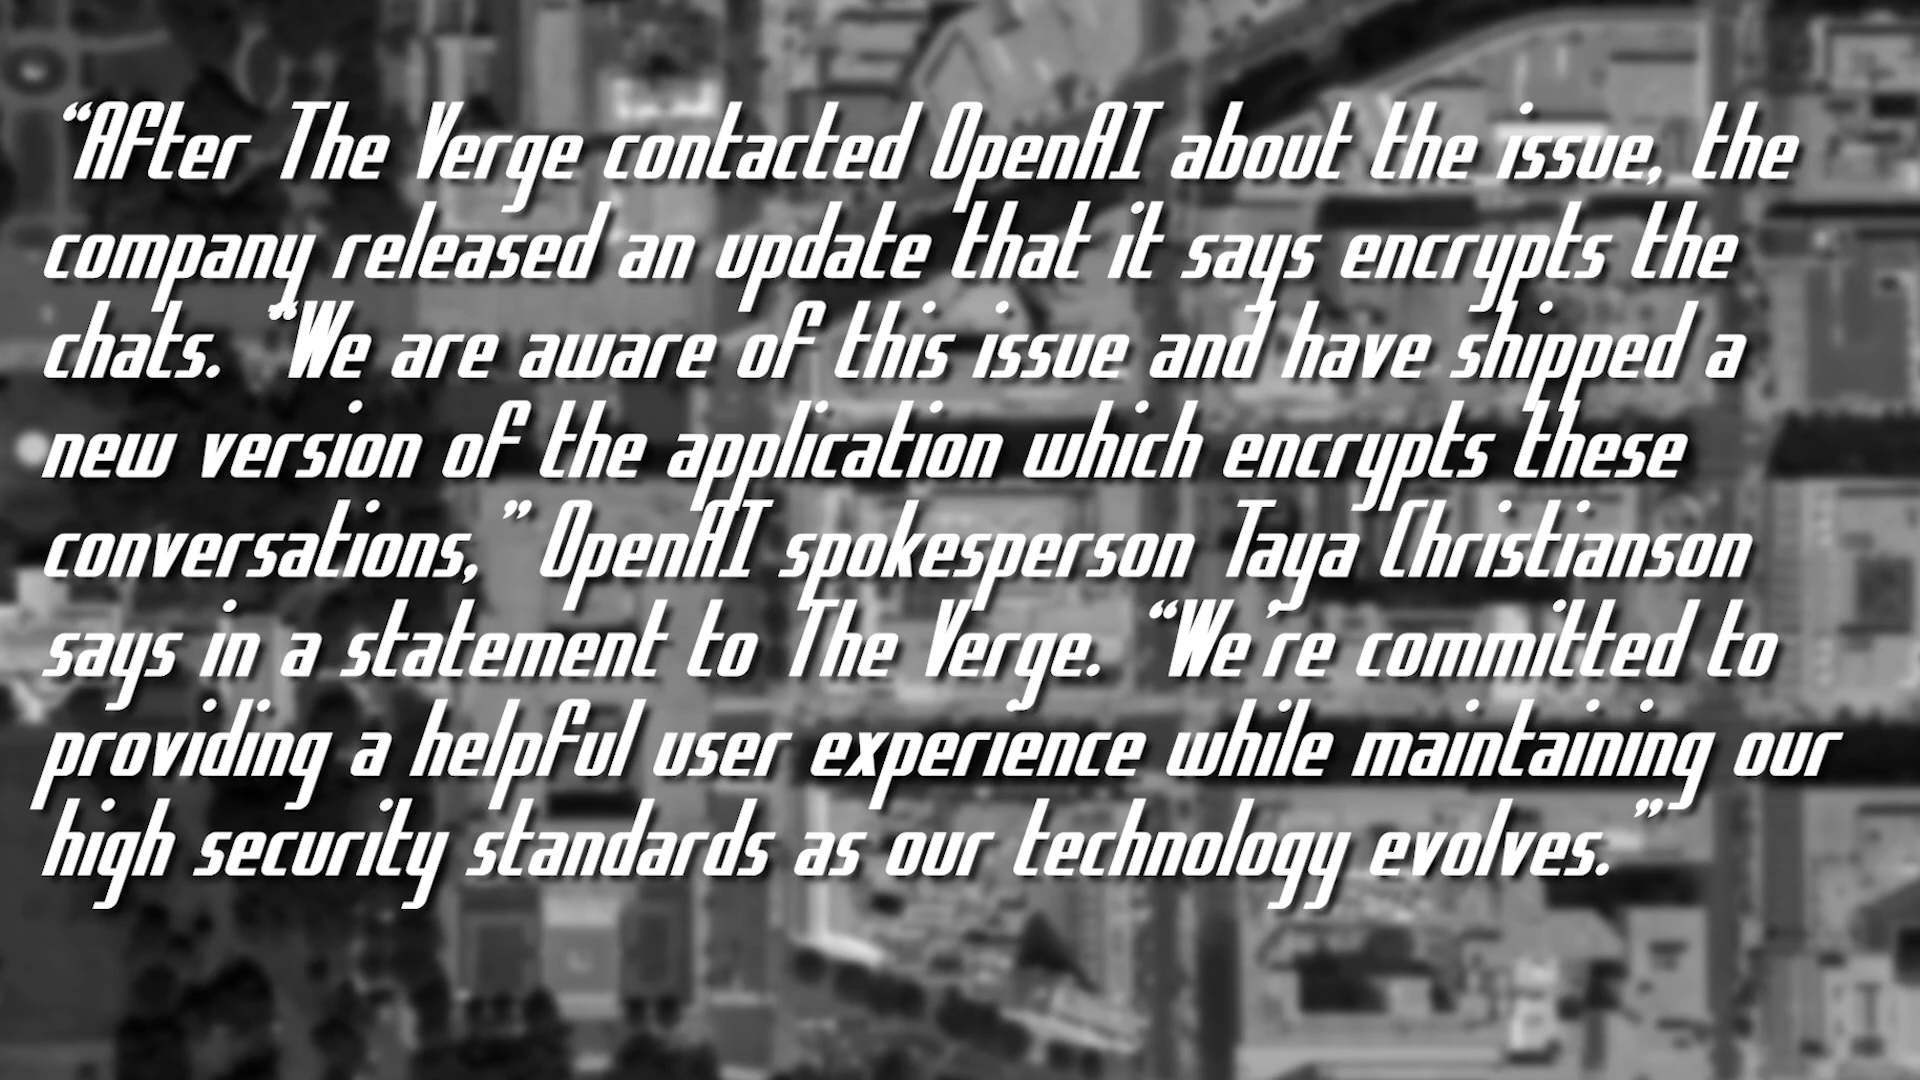 “After The Verge contacted OpenAI about the issue, the
company released an update that it says encrypts the
chats. “We are aware of this issue and have shipped a
new version of the application which encrypts these
conversations,” OpenAI spokesperson Taya Christianson
says in a statement to The Verge. “We’re committed to
providing a helpful user experience while maintaining our
high security standards as our technology evolves.”